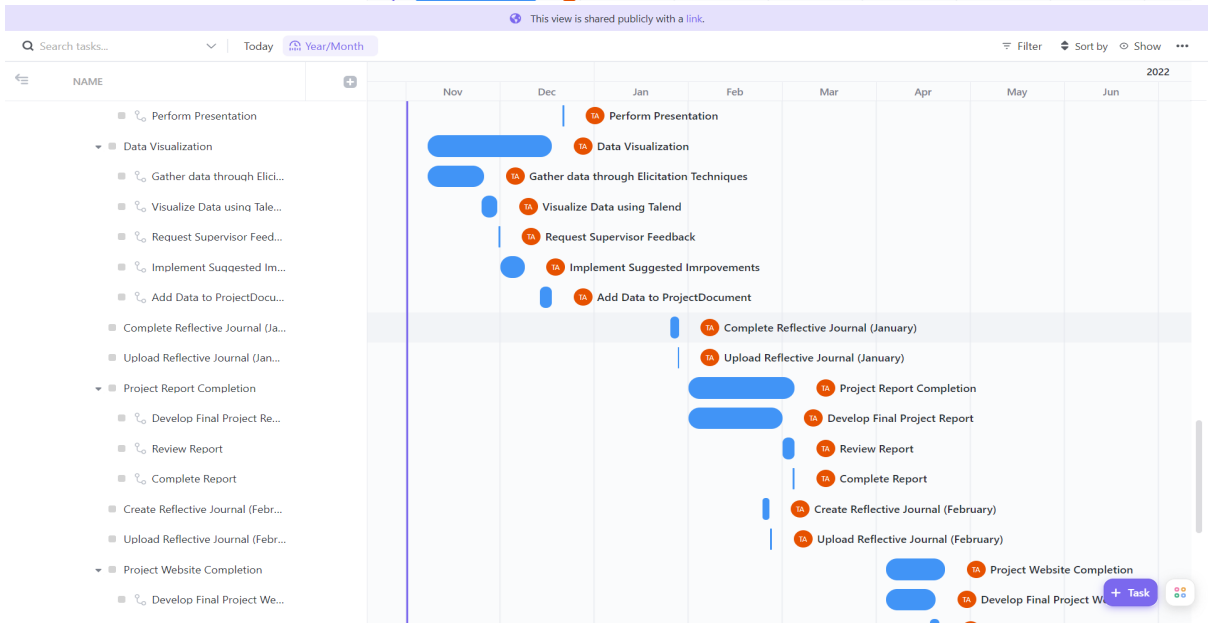 This view is shared publicly with a link.
Search tasks... Today Year/Month Filter Sort by Show
NAME 2022
Nov Dec Jan Feb Mar Apr May Jun
Perform Presentation TA Perform Presentation
Data Visualization TA Data Visualization
Gather data through Elici... TA Gather data through Elicitation Techniques
Visualize Data using Tale... TA Visualize Data using Talend
Request Supervisor Feed... TA Request Supervisor Feedback
Implement Suggested Im... TA Implement Suggested Imrpovements
Add Data to ProjectDocu... TA Add Data to ProjectDocument
Complete Reflective Journal (Ja... TA Complete Reflective Journal (January)
Upload Reflective Journal (Jan... TA Upload Reflective Journal (January)
Project Report Completion TA Project Report Completion
Develop Final Project Re... TA Develop Final Project Report
Review Report TA Review Report
Complete Report TA Complete Report
Create Reflective Journal (Febr... TA Create Reflective Journal (February)
Upload Reflective Journal (Febr... TA Upload Reflective Journal (February)
Project Website Completion TA Project Website Completion
Develop Final Project We... TA Develop Final Project W + Task